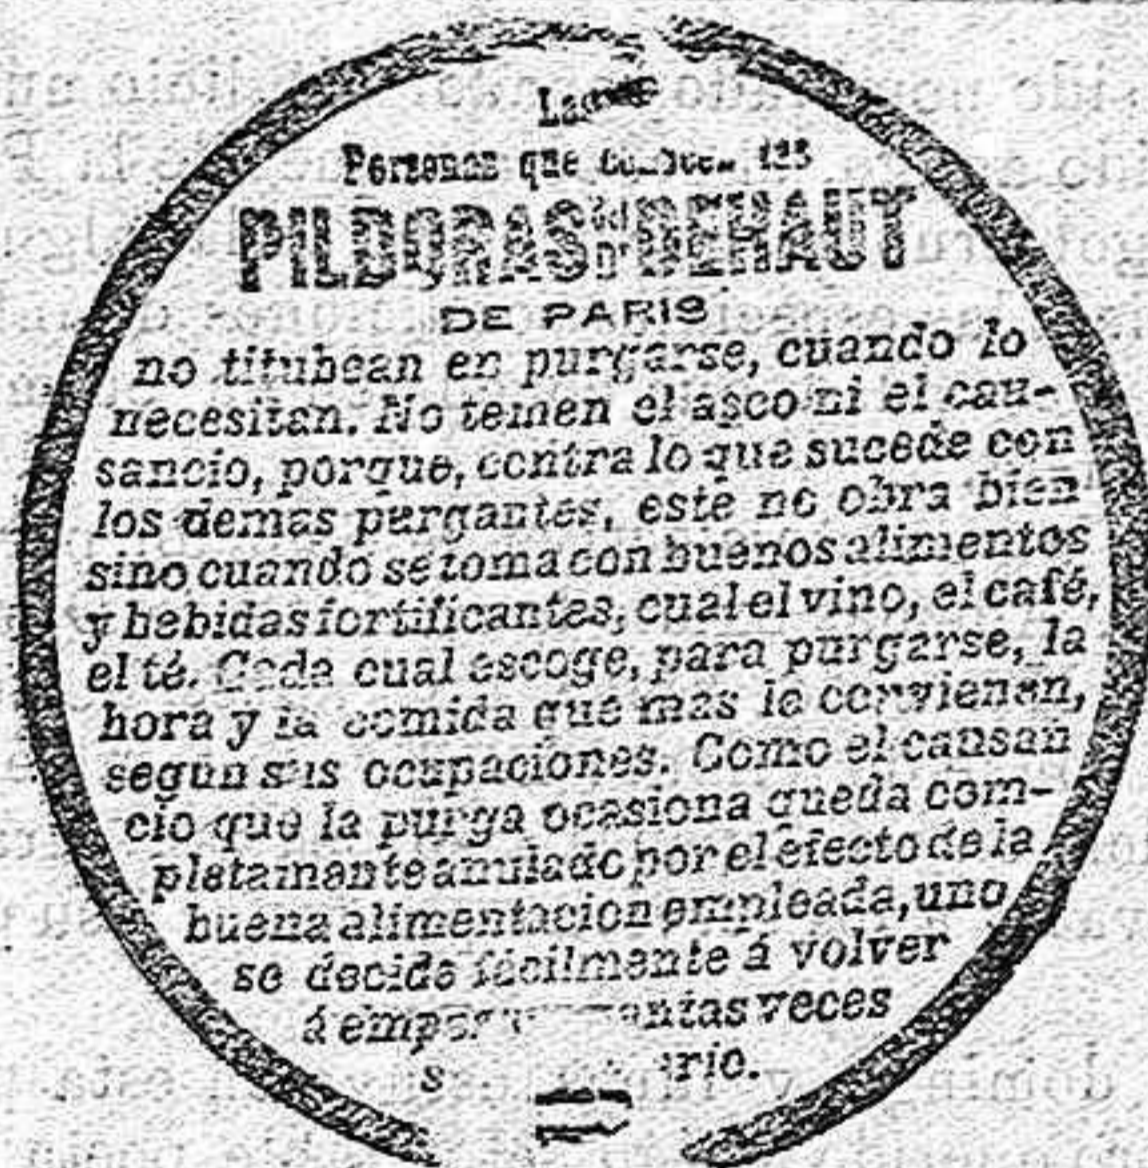 Las
Personas que conocen las
PILDORAS DEL Dr DEHAUT
DE PARIS
no titubean en purgarse, cuando lo
necesitan. No temen el asco ni el cau-
sancio, porque, contra lo que sucede con
los demas purgantes, este no obra bien
sino cuando se toma con buenos alimentos
y bebidas fortificantes, cual el vino, el café,
el té. Cada cual escoge, para purgarse, la
hora y la comida que mas le convienen,
segun sus ocupaciones. Como el cansan
cio que la purga ocasiona queda com-
pletamente anulado por el efecto de la
buena alimentacion empleada, uno
se decide fácilmente á volver
á veces